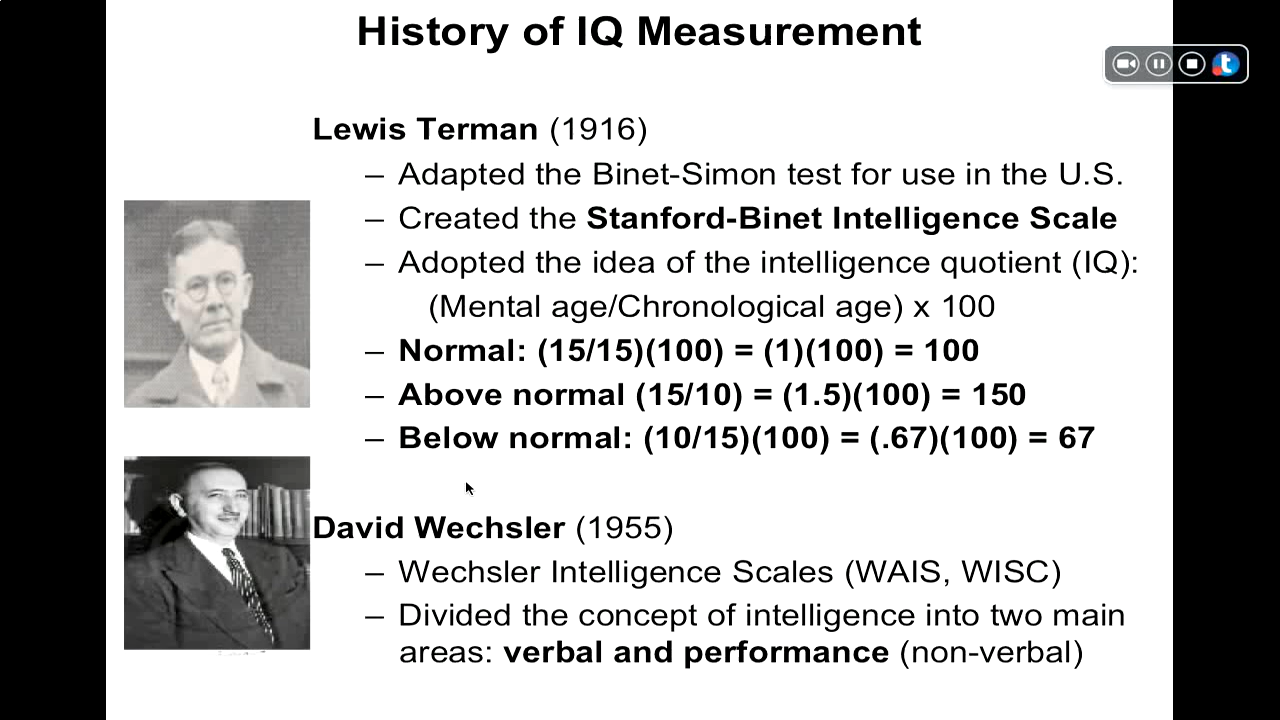 History of IQ Measurement
Lewis Terman (1916)
– Adapted the Binet-Simon test for use in the U.S.
– Created the Stanford-Binet Intelligence Scale
– Adopted the idea of the intelligence quotient (IQ):
(Mental age/Chronological age) x 100
– Normal: (15/15)(100) = (1)(100) = 100
– Above normal (15/10) = (1.5)(100) = 150
– Below normal: (10/15)(100) = (.67)(100) = 67
David Wechsler (1955)
– Wechsler Intelligence Scales (WAIS, WISC)
– Divided the concept of intelligence into two main
areas: verbal and performance (non-verbal)
t